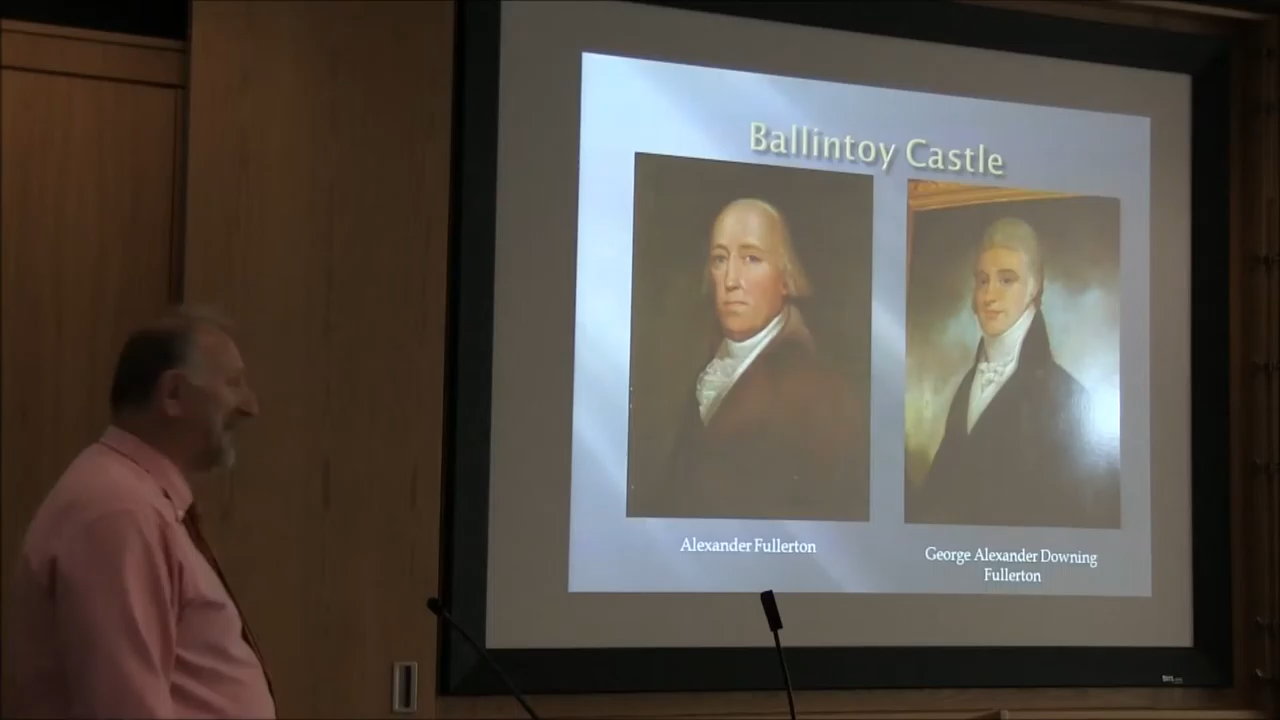 Ballintoy Castle
Alexander Fullerton
George Alexander Downing
Fullerton